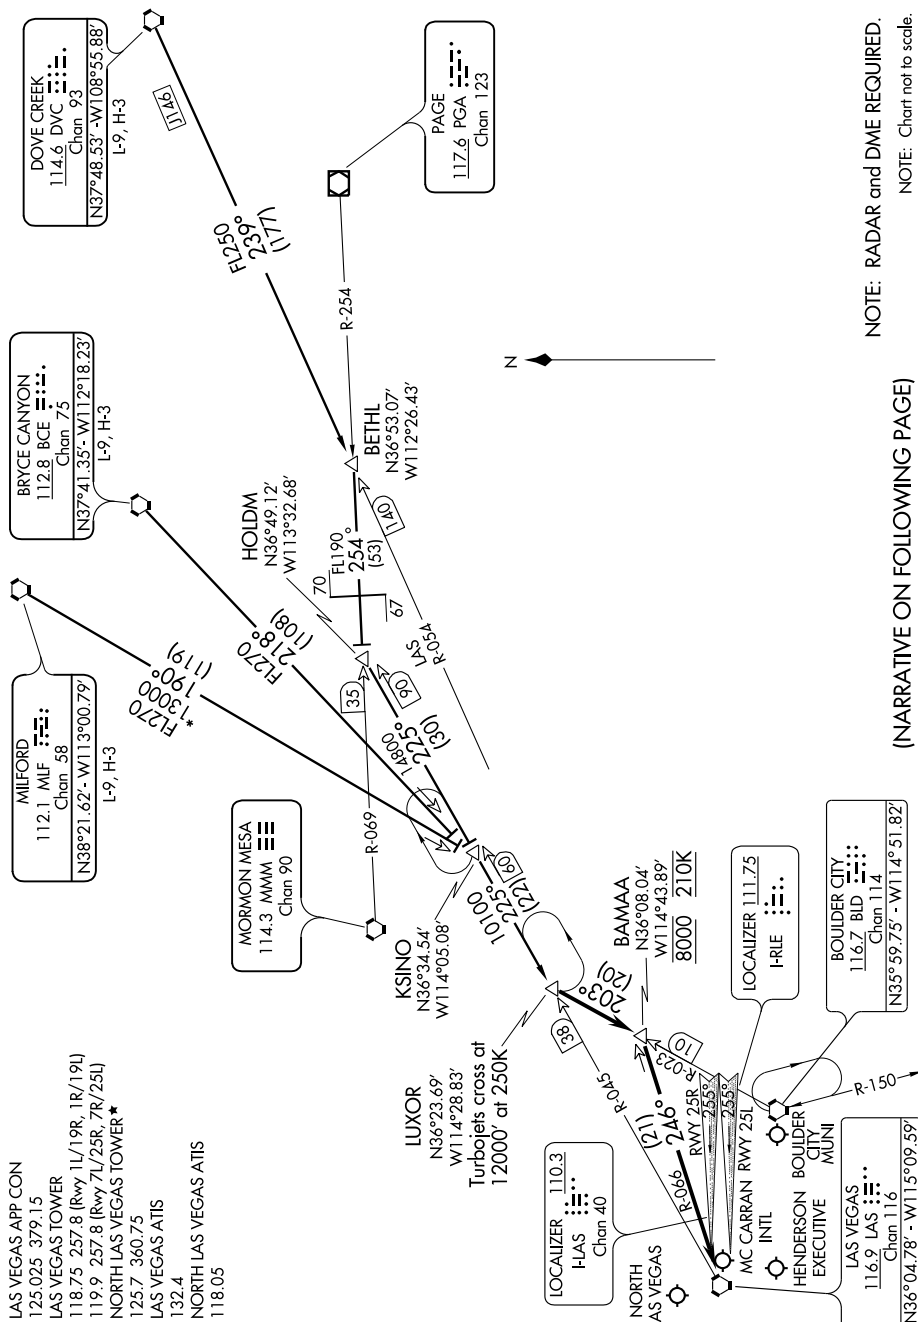 LAS VEGAS APP CON
125.025 379.15
LAS VEGAS TOWER
118.75 257.8 (Rwy 1L/19R, 1R/19L)
119.9 257.8 (Rwy 7L/25R, 7R/25L)
NORTH LAS VEGAS TOWER★
125.7 360.75
LAS VEGAS ATIS
132.4
NORTH LAS VEGAS ATIS
118.05
MILFORD
112.1 MLF
Chan 58
N38°21.62' - W113°00.79'
L-9, H-3
BRYCE CANYON
112.8 BCE
Chan 75
N37°41.35' - W112°18.23'
L-9, H-3
DOVE CREEK
114.6 DVC
Chan 93
N37°48.53' - W108°55.88'
L-9, H-3
J146
FL250
239°
(177)
PAGE
117.6 PGA
Chan 123
R-254
BETHL
N36°53.07'
W112°26.43'
FL190
254°
(53)
70
67
140
LAS
R-054
HOLDM
N36°49.12'
W113°32.68'
FL270
218°
(108)
FL270
*13000
190°
(119)
MORMON MESA
114.3 MMM
Chan 90
R-069
35
90
14800
225°
(30)
KSINO
N36°34.54'
W114°05.08'
60
10100
225°
(22)
LUXOR
N36°23.69'
W114°28.83'
Turbojets cross at
12000' at 250K
38
R-045
203°
(20)
BAMAA
N36°08.04'
W114°43.89'
8000 210K
10
R-023
(21)
246°
R-066
RWY 25R
255°
255°
RWY 25L
LOCALIZER 111.75
I-RLE
LOCALIZER 110.3
I-LAS
Chan 40
BOULDER CITY
116.7 BLD
Chan 114
N35°59.75' - W114°51.82'
R-150
NORTH
AS VEGAS
MC CARRAN
INTL
HENDERSON
EXECUTIVE
BOULDER
CITY
MUNI
LAS VEGAS
116.9 LAS
Chan 116
N36°04.78' - W115°09.59'
N
NOTE: RADAR and DME REQUIRED.
NOTE: Chart not to scale.
(NARRATIVE ON FOLLOWING PAGE)